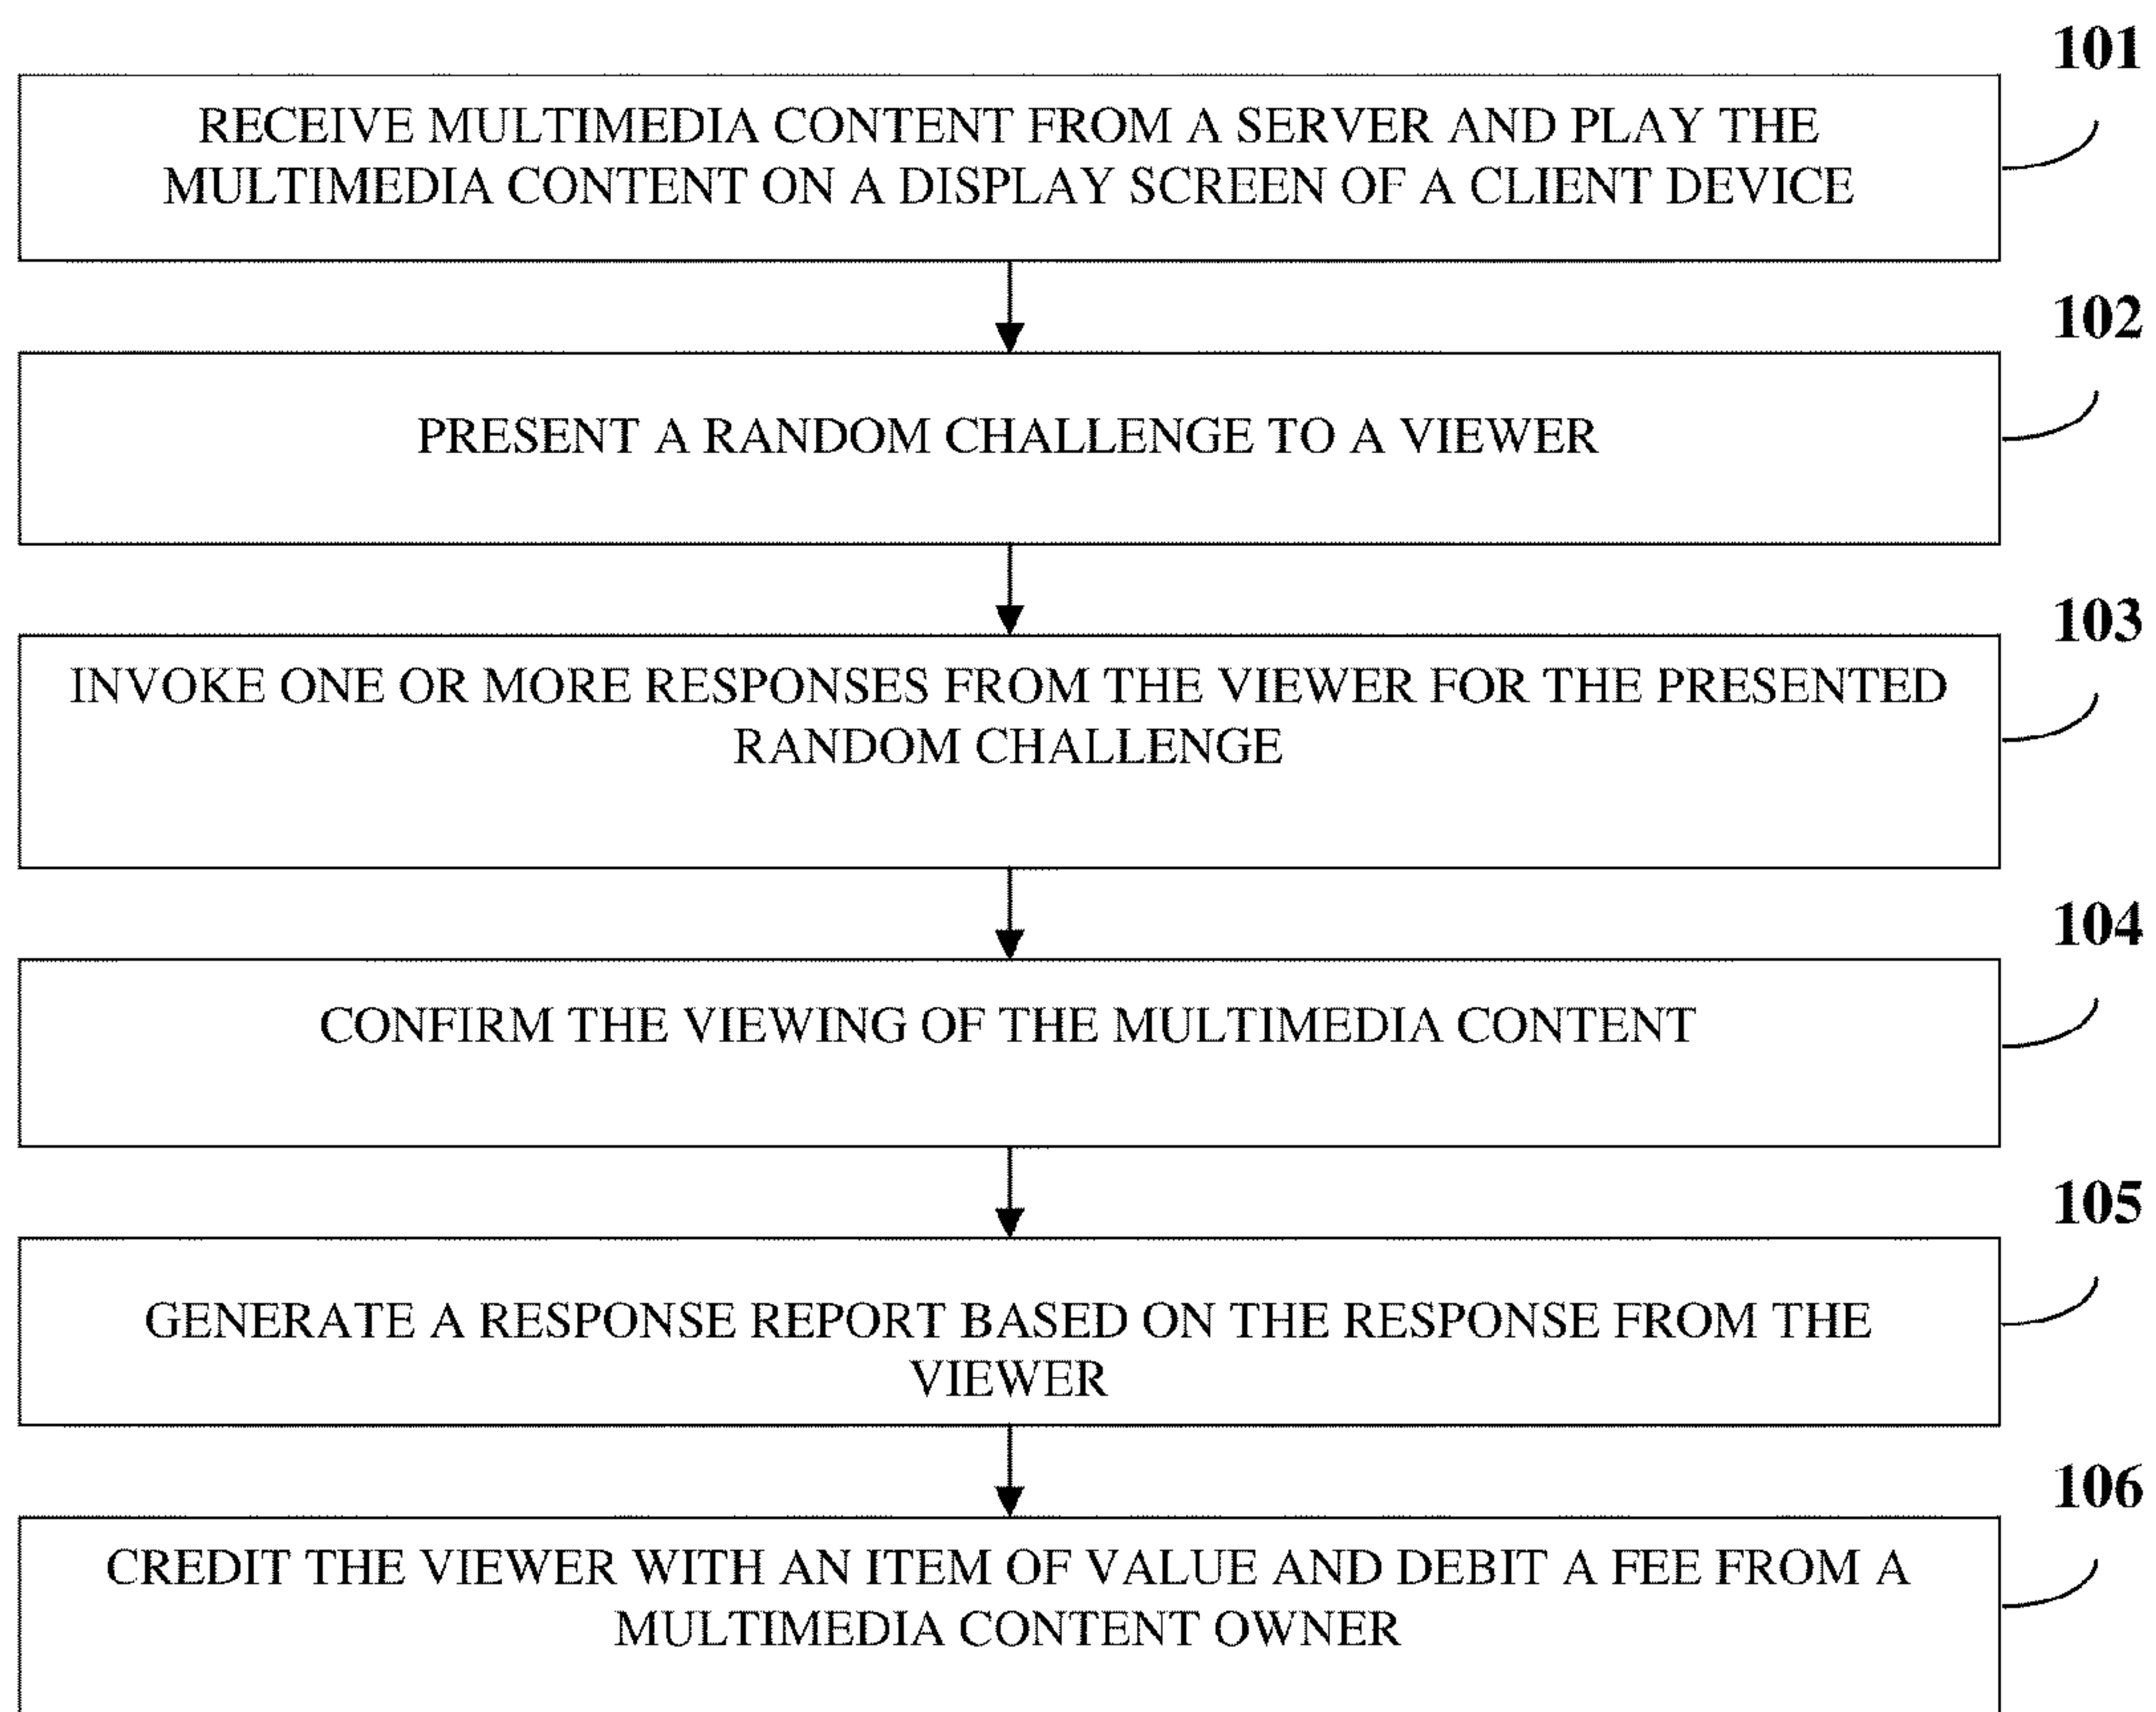 101
RECEIVE MULTIMEDIA CONTENT FROM A SERVER AND PLAY THE
MULTIMEDIA CONTENT ON A DISPLAY SCREEN OF A CLIENT DEVICE
102
PRESENT A RANDOM CHALLENGE TO A VIEWER
103
INVOKE ONE OR MORE RESPONSES FROM THE VIEWER FOR THE PRESENTED
RANDOM CHALLENGE
104
CONFIRM THE VIEWING OF THE MULTIMEDIA CONTENT
105
GENERATE A RESPONSE REPORT BASED ON THE RESPONSE FROM THE
VIEWER
106
CREDIT THE VIEWER WITH AN ITEM OF VALUE AND DEBIT A FEE FROM A
MULTIMEDIA CONTENT OWNER